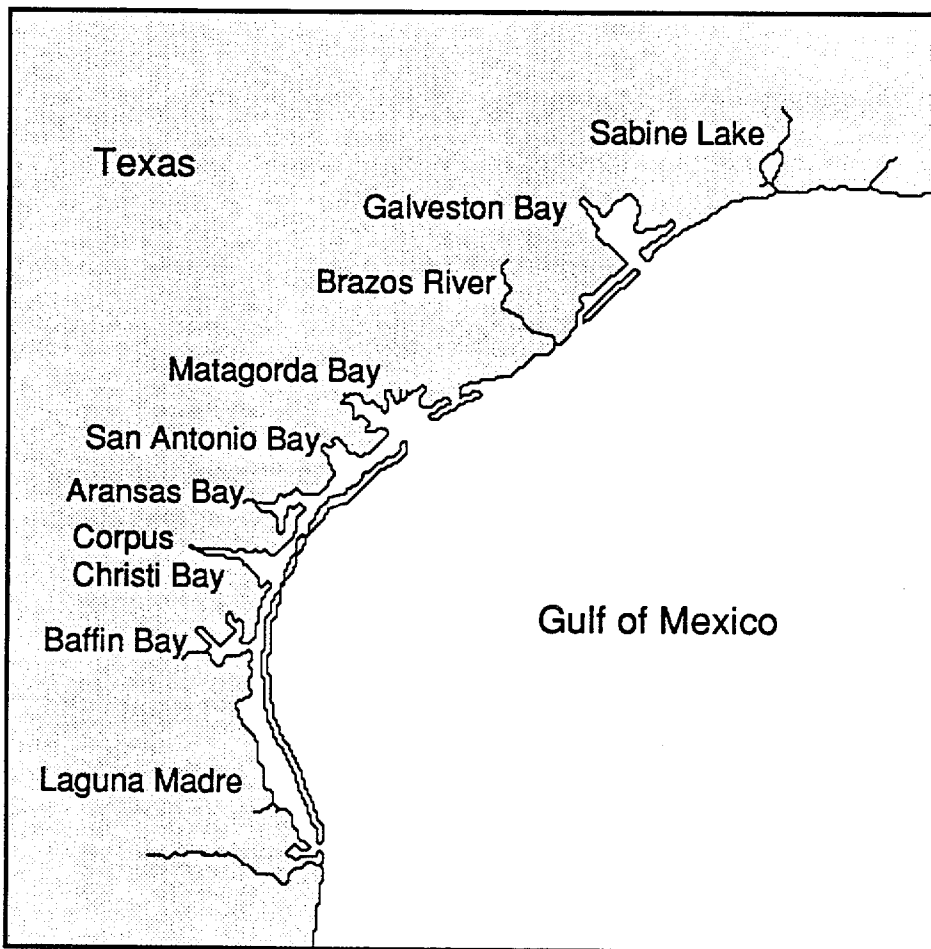 Sabine Lake
Texas
Galveston Bay
Brazos River
Matagorda Bay
San Antonio Bay
Aransas Bay
Corpus
Christi Bay
Gulf of Mexico
Baffin Bay
Laguna Madre